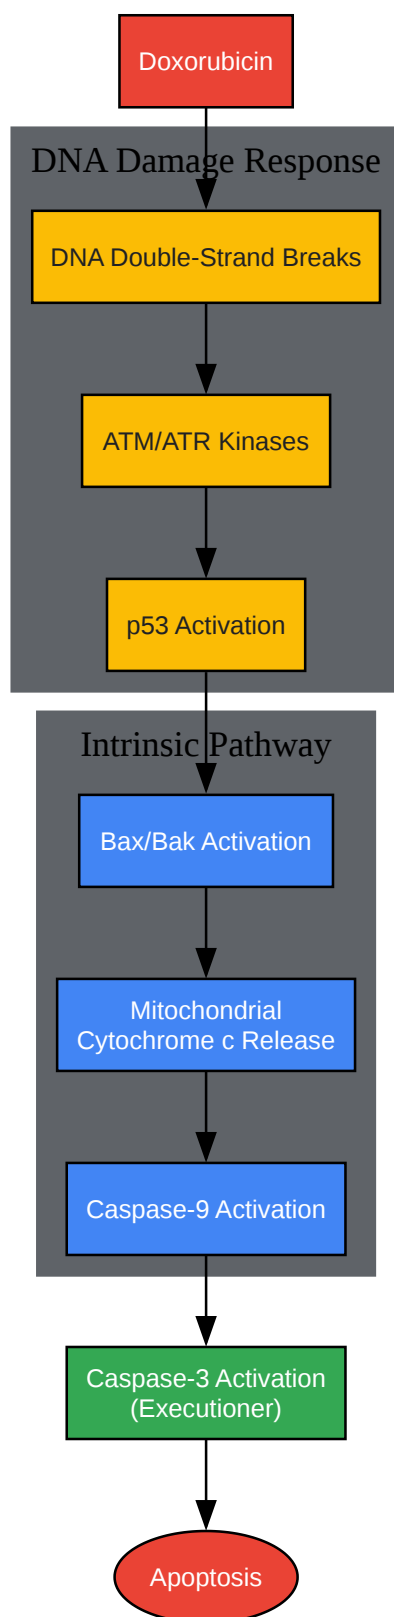 Doxorubicin
DNA Damage Response
DNA Double-Strand Breaks
ATM/ATR Kinases
p53 Activation
Intrinsic Pathway
Bax/Bak Activation
Mitochondrial
Cytochrome c Release
Caspase-9 Activation
Caspase-3 Activation
(Executioner)
Apoptosis